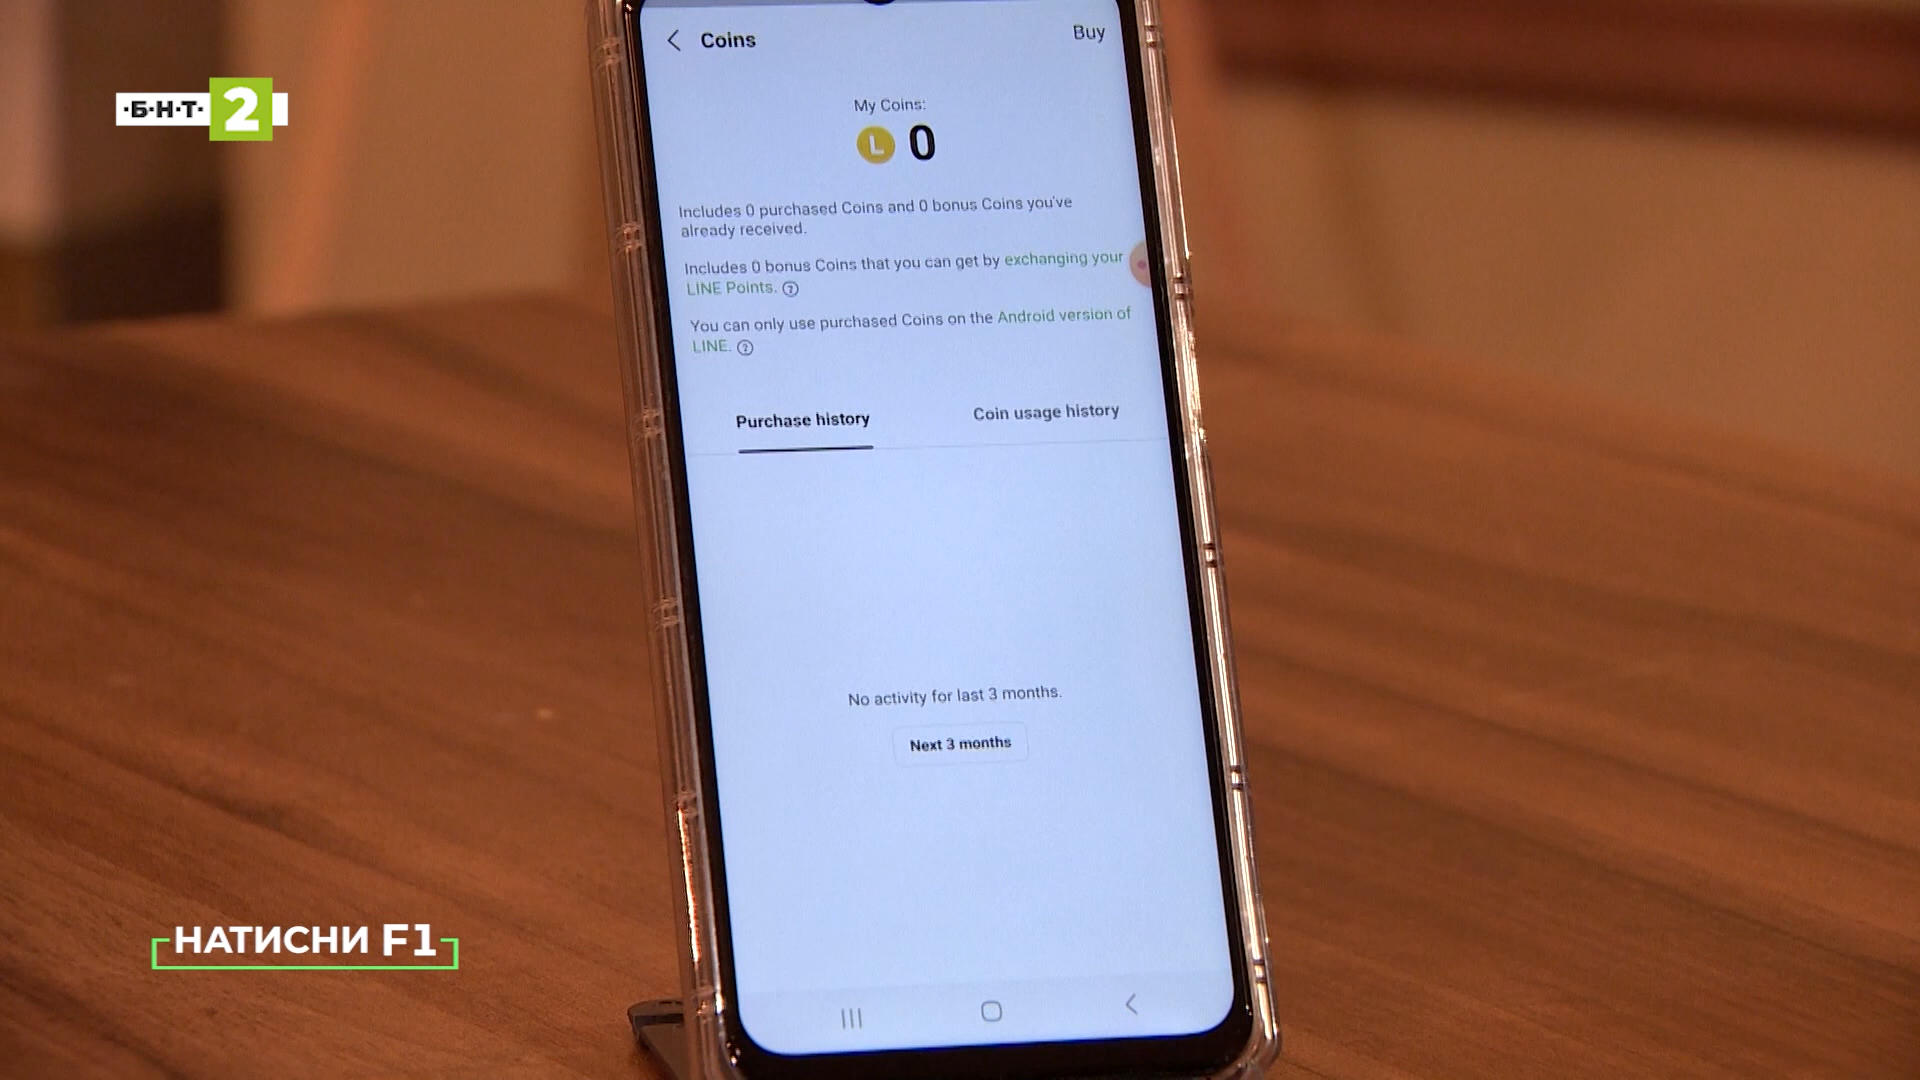 ·Б·Н·Т· 2
Coins
Buy
My Coins:
L 0
Includes 0 purchased Coins and 0 bonus Coins you've
already received.
Includes 0 bonus Coins that you can get by exchanging your
LINE Points. ?
You can only use purchased Coins on the Android version of
LINE. ?
Purchase history
Coin usage history
No activity for last 3 months.
Next 3 months
НАТИСНИ F1